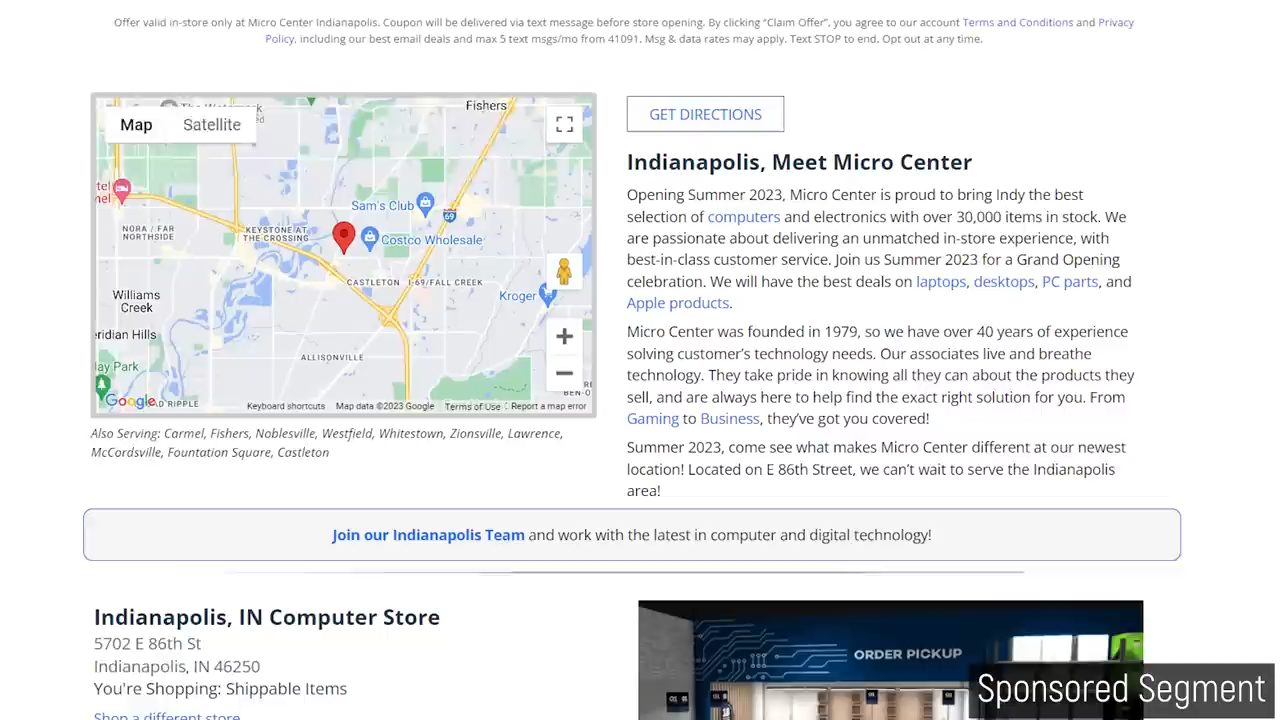 Offer valid in-store only at Micro Center Indianapolis. Coupon will be delivered via text message before store opening. By clicking “Claim Offer”, you agree to our account Terms and Conditions and Privacy
Policy, including our best email deals and max 5 text msgs/mo from 41091. Msg & data rates may apply. Text STOP to end. Opt out at any time.
Map
Satellite
Fishers
Sam's Club
69
NORA / FAR
NORTHSIDE
KEYSTONE AT
THE CROSSING
Costco Wholesale
CASTLETON
I-69/FALL CREEK
Williams
Creek
Kroger
eridian Hills
ALLISONVILLE
lay Park
Google
D RIPPLE
Keyboard shortcuts
Map data ©2023 Google
Terms of Use
Report a map error
Also Serving: Carmel, Fishers, Noblesville, Westfield, Whitestown, Zionsville, Lawrence,
McCordsville, Fountation Square, Castleton
GET DIRECTIONS
Indianapolis, Meet Micro Center
Opening Summer 2023, Micro Center is proud to bring Indy the best
selection of computers and electronics with over 30,000 items in stock. We
are passionate about delivering an unmatched in-store experience, with
best-in-class customer service. Join us Summer 2023 for a Grand Opening
celebration. We will have the best deals on laptops, desktops, PC parts, and
Apple products.
Micro Center was founded in 1979, so we have over 40 years of experience
solving customer’s technology needs. Our associates live and breathe
technology. They take pride in knowing all they can about the products they
sell, and are always here to help find the exact right solution for you. From
Gaming to Business, they’ve got you covered!
Summer 2023, come see what makes Micro Center different at our newest
location! Located on E 86th Street, we can’t wait to serve the Indianapolis
area!
Join our Indianapolis Team and work with the latest in computer and digital technology!
Indianapolis, IN Computer Store
5702 E 86th St
Indianapolis, IN 46250
You're Shopping: Shippable Items
Shop a different store
ORDER PICKUP
Sponsored Segment